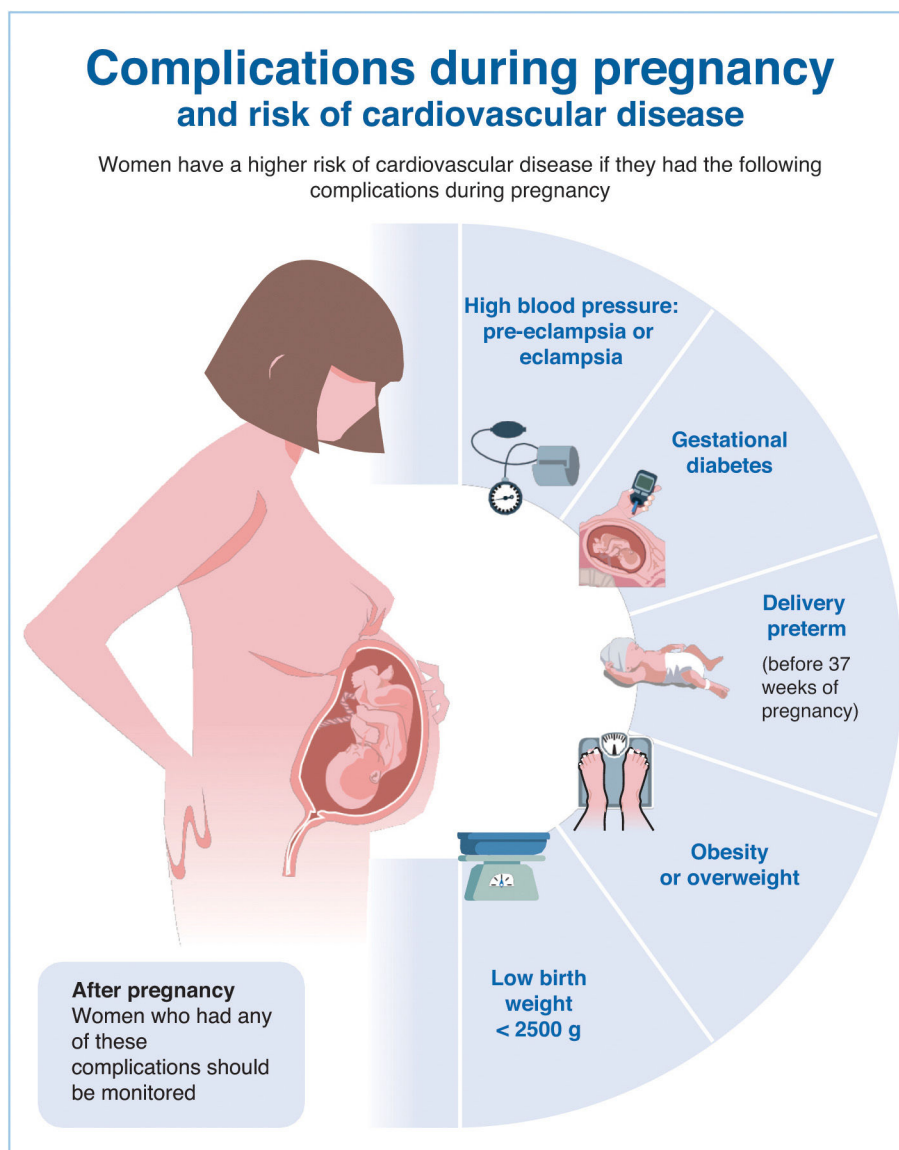 Complications during pregnancy
and risk of cardiovascular disease
Women have a higher risk of cardiovascular disease if they had the following
complications during pregnancy
High blood pressure:
pre-eclampsia or
eclampsia
Gestational
diabetes
Delivery
preterm
(before 37
weeks of
pregnancy)
Obesity
or overweight
Low birth
weight
< 2500 g
After pregnancy
Women who had any
of these
complications should
be monitored